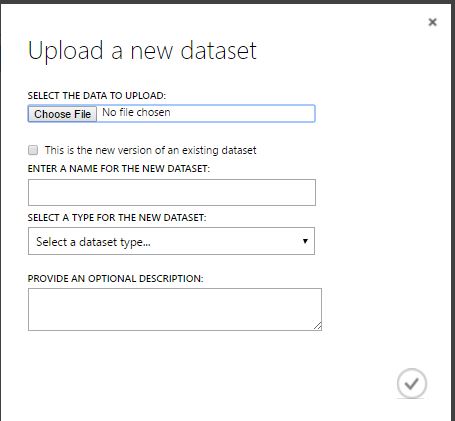 Upload a new dataset
SELECT THE DATA TO UPLOAD:
Choose File No file chosen
This is the new version of an existing dataset
ENTER A NAME FOR THE NEW DATASET:
SELECT A TYPE FOR THE NEW DATASET:
Select a dataset type...
PROVIDE AN OPTIONAL DESCRIPTION: